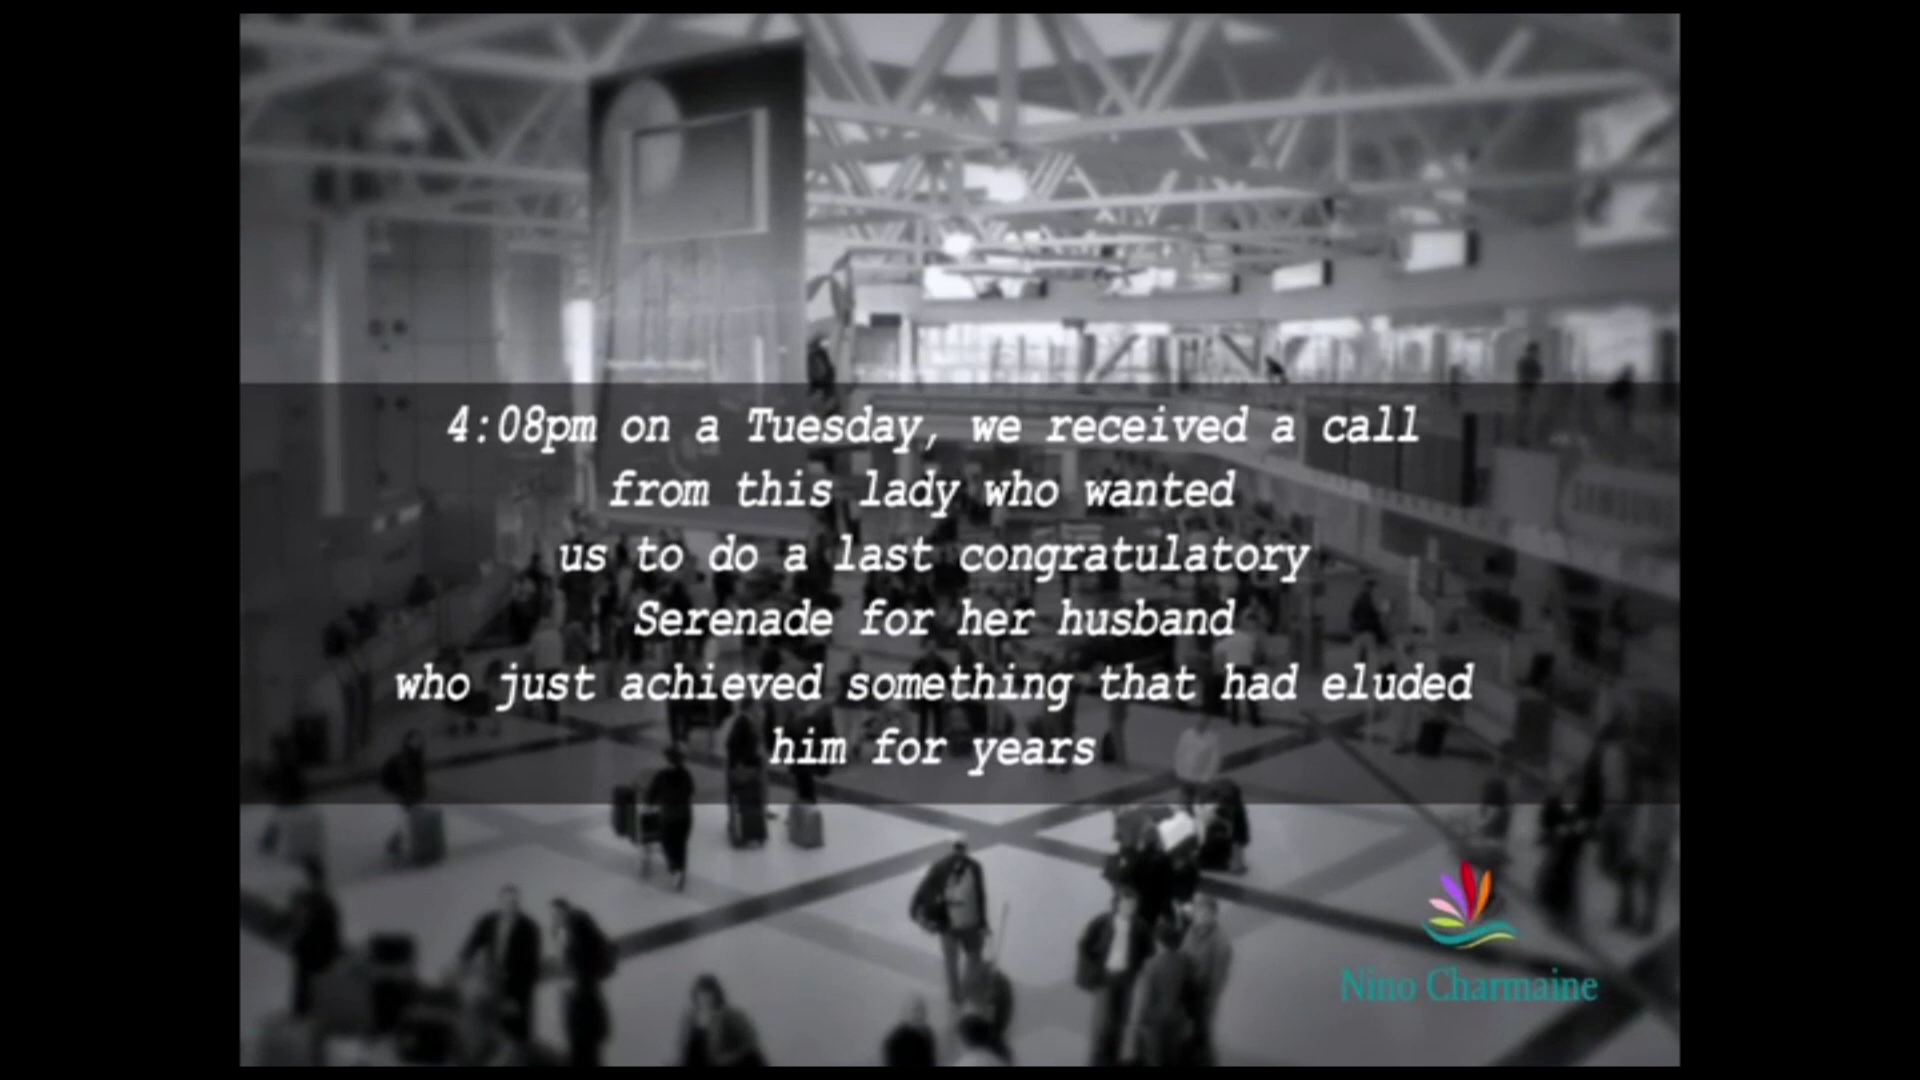 4:08pm on a Tuesday, we received a call
from this lady who wanted
us to do a last congratulatory
Serenade for her husband
who just achieved something that had eluded
him for years
Nino Charmaine